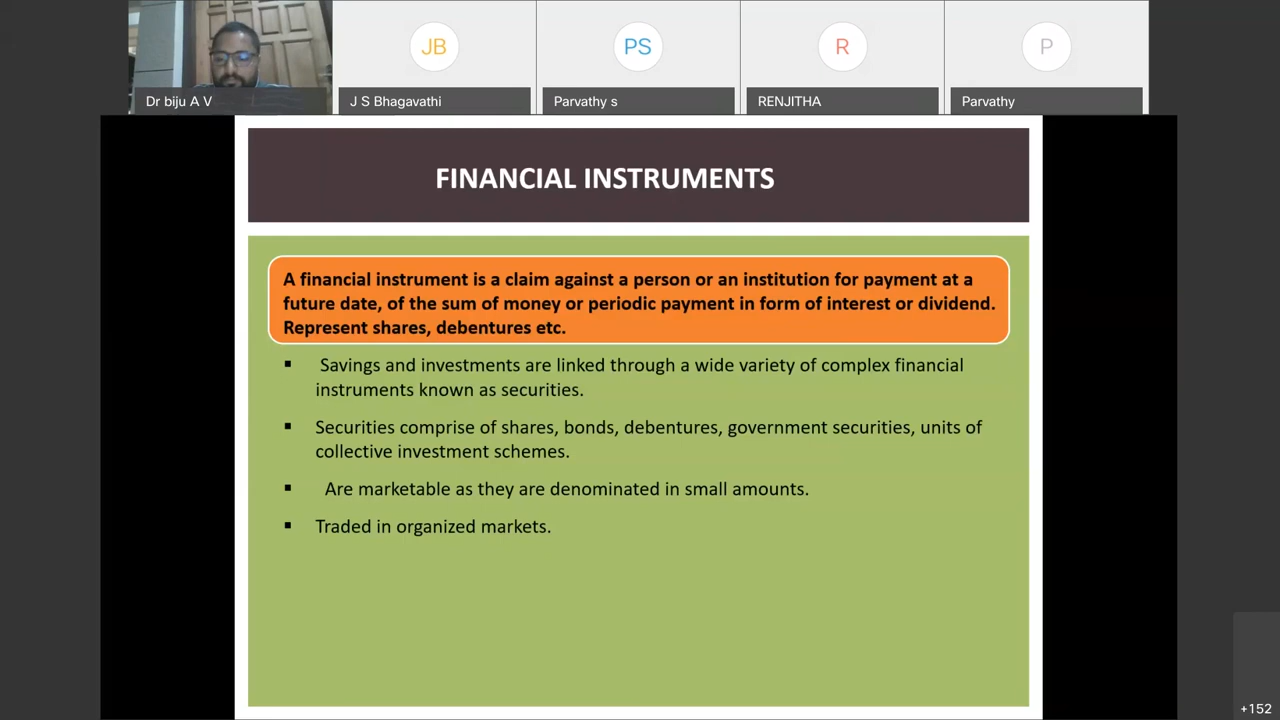 JB
PS
R
P
Dr biju A V
J S Bhagavathi
Parvathy s
RENJITHA
Parvathy
FINANCIAL INSTRUMENTS
A financial instrument is a claim against a person or an institution for payment at a
future date, of the sum of money or periodic payment in form of interest or dividend.
Represent shares, debentures etc.
▪ Savings and investments are linked through a wide variety of complex financial
instruments known as securities.
▪ Securities comprise of shares, bonds, debentures, government securities, units of
collective investment schemes.
▪ Are marketable as they are denominated in small amounts.
▪ Traded in organized markets.
+152